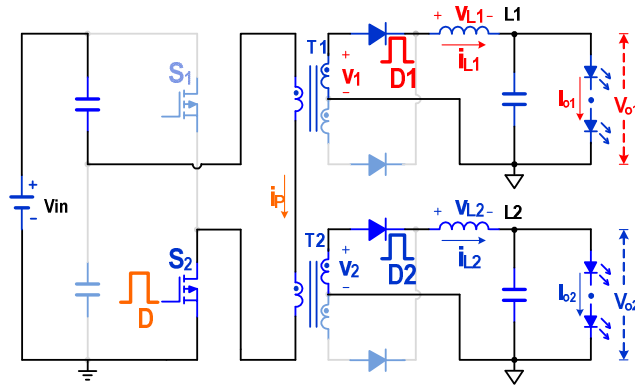 + VL1 - L1
S1 T1 + V1 - D1 iL1 Io1 Vo1
+ Vin - iP
+ VL2 - L2
S2 D T2 + V2 - D2 iL2 Io2 Vo2